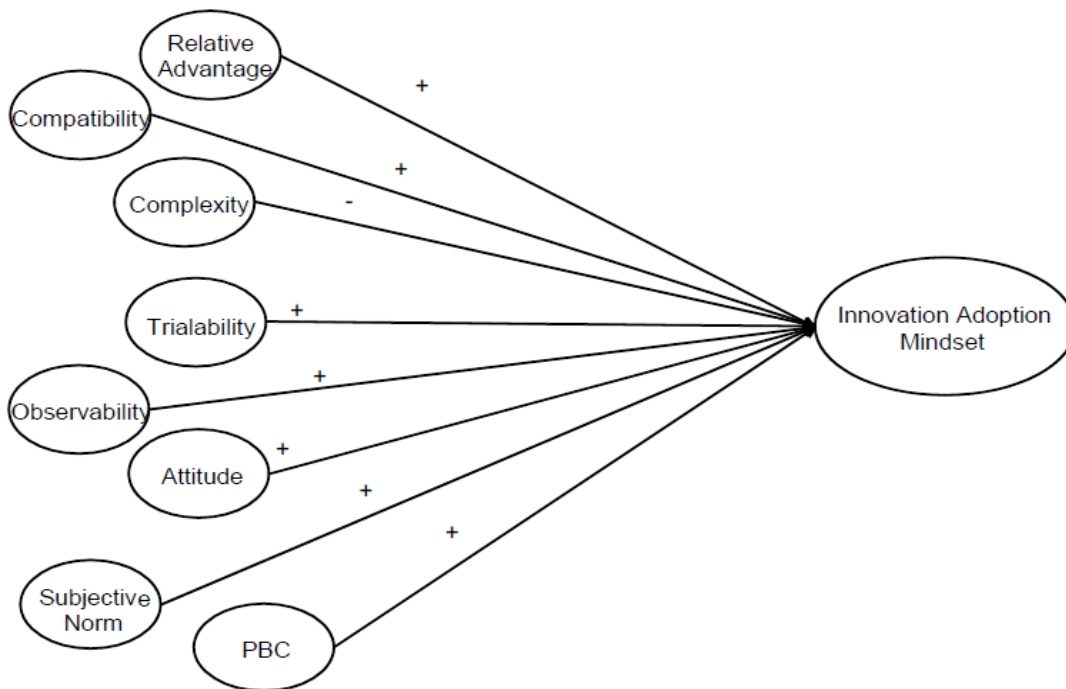 Relative
Advantage
+
Compatibility
+
Complexity
-
Innovation Adoption
Mindset
Trialability
+
Observability
+
Attitude
+
Subjective
Norm
+
PBC
+